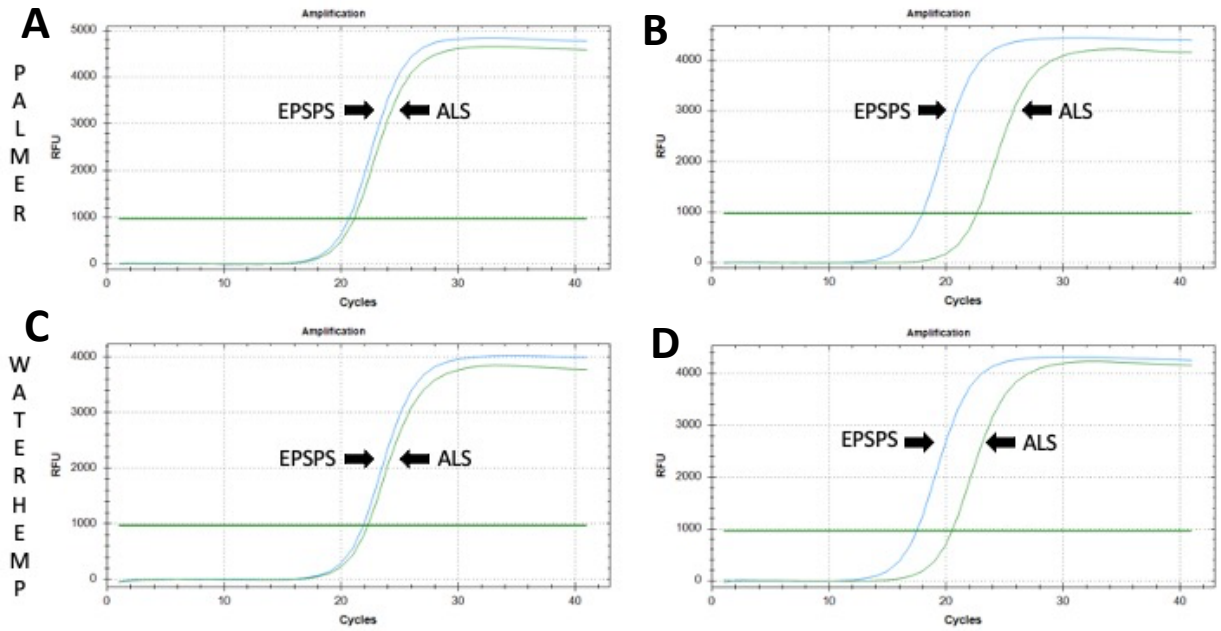 A
PALMER
Amplification
RFU
5000
4000
3000
2000
1000
0
EPSPS
ALS
0
10
20
30
40
Cycles
B
Amplification
RFU
4000
3000
2000
1000
0
EPSPS
ALS
0
10
20
30
40
Cycles
C
WATERHEMP
Amplification
RFU
4000
3000
2000
1000
0
EPSPS
ALS
0
10
20
30
40
Cycles
D
Amplification
RFU
4000
3000
2000
1000
0
EPSPS
ALS
0
10
20
30
40
Cycles